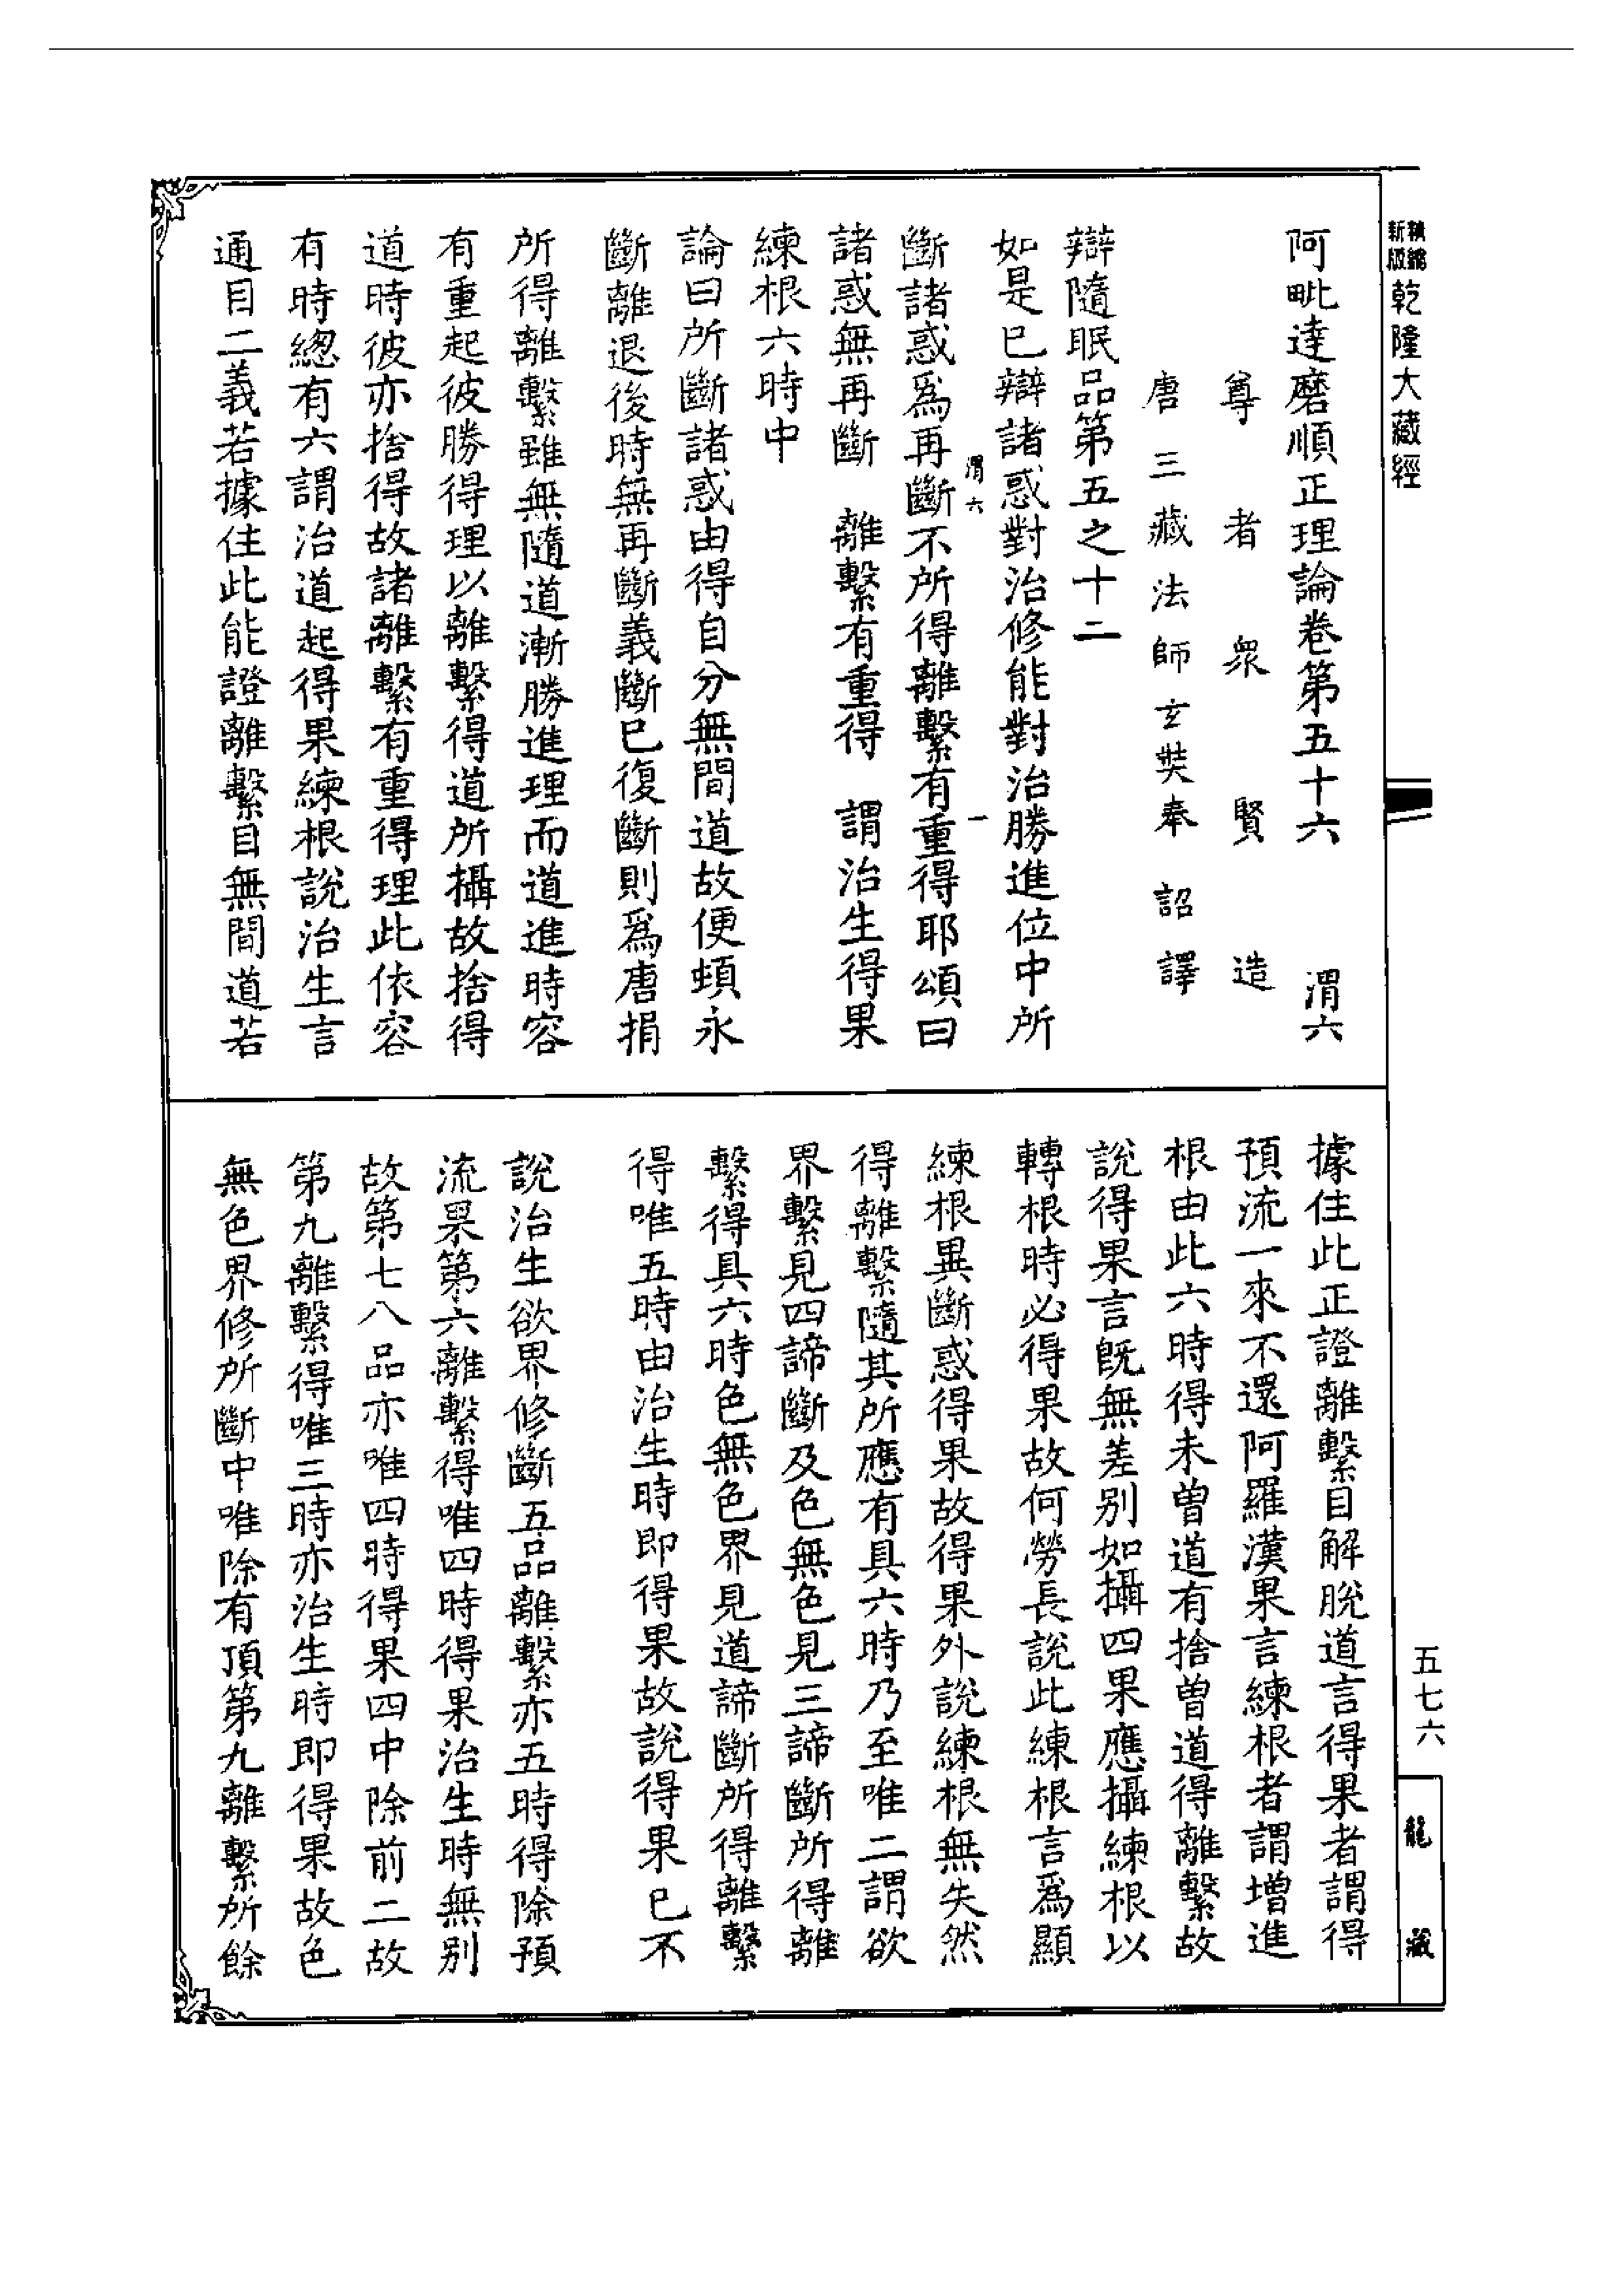 新版精縮乾隆大藏經
阿毗達磨順正理論卷第五十六　渭六
尊者眾賢造
唐三藏法師玄奘奉　詔譯
辯隨眠品第五之十二
如是已辯諸惑對治修能對治勝進位中所
渭六　一
斷諸惑爲再斷不所得離繫有重得耶頌曰
諸惑無再斷　離繫有重得　謂治生得果
練根六時中
論曰所斷諸惑由得自分無間道故便頓永
斷離退後時無再斷義斷已復斷則爲唐捐
所得離繫雖無隨道漸勝進理而道進時容
有重起彼勝得理以離繫得道所攝故捨得
道時彼亦捨得故諸離繫有重得理此依容
有時總有六謂治道起得果練根說治生言
通目二義若據住此能證離繫目無間道若
據住此正證離繫目解脫道言得果者謂得
預流一來不還阿羅漢果言練根者謂增進
根由此六時得未曾道有捨曾道得離繫故
說得果言旣無差别如攝四果應攝練根以
轉根時必得果故何勞長說此練根言爲顯
練根異斷惑得果故得果外說練根無失然
得離繫隨其所應有具六時乃至唯二謂欲
界繫見四諦斷及色無色見三諦斷所得離
繫得具六時色無色界見道諦斷所得離繫
得唯五時由治生時即得果故說得果已不
說治生欲界修斷五品離繫亦五時得除預
流果第六離繫得唯四時得果治生時無别
故第七八品亦唯四時得果四中除前二故
第九離繫得唯三時亦治生時即得果故色
無色界修所斷中唯除有頂第九離繫所餘
五七六
龍藏